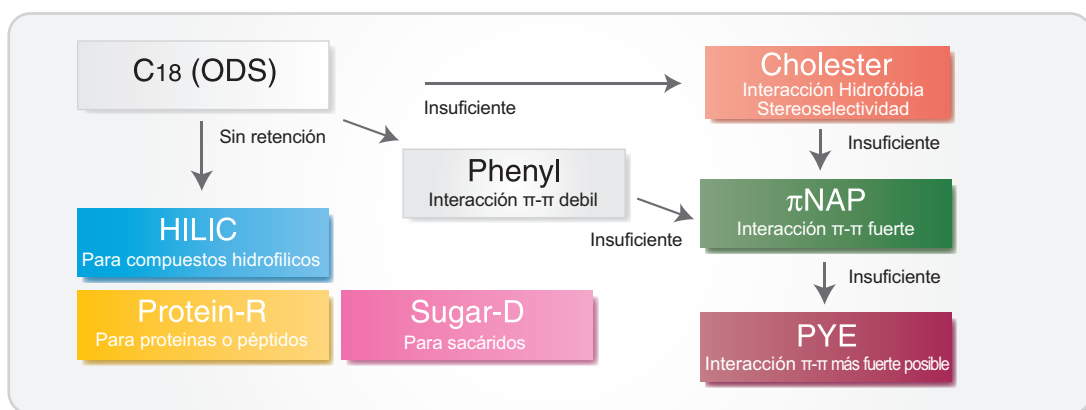 C18 (ODS)
Cholester
Interacción Hidrofóbia
Stereoselectividad
Insuficiente
Sin retención
Insuficiente
Phenyl
Interacción π-π debil
πNAP
Interacción π-π fuerte
Insuficiente
HILIC
Para compuestos hidrofilicos
Insuficiente
Protein-R
Para proteinas o péptidos
Sugar-D
Para sacáridos
PYE
Interacción π-π más fuerte posible